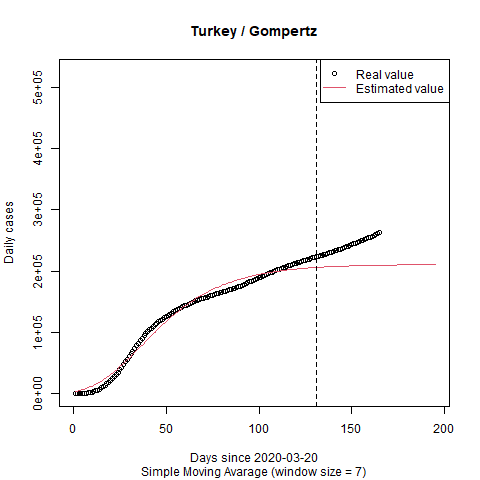 Turkey / Gompertz
Real value
Estimated value
Daily cases
5e+05
4e+05
3e+05
2e+05
1e+05
0e+00
0 50 100 150 200
Days since 2020-03-20
Simple Moving Avarage (window size = 7)